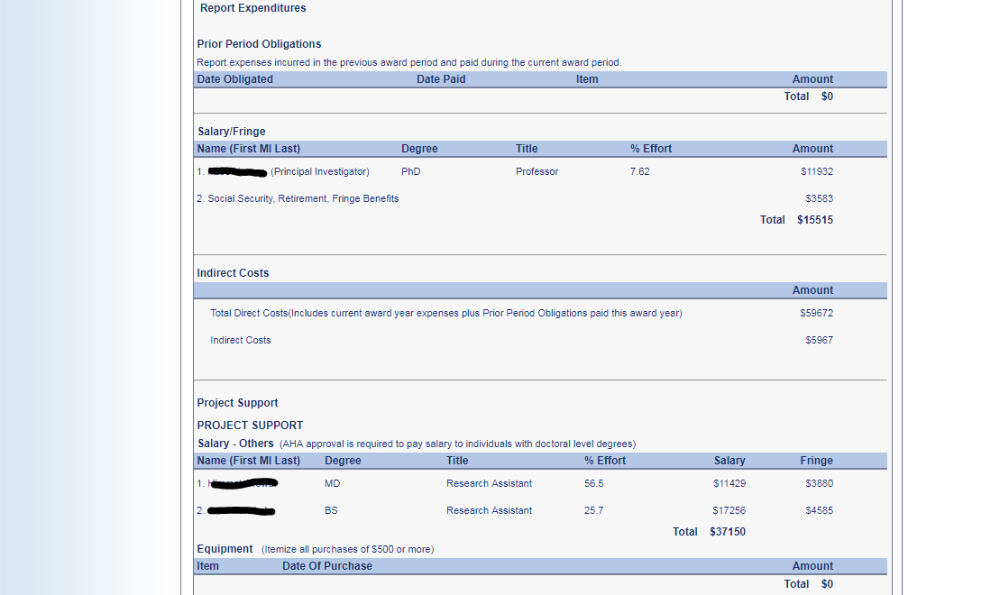 Report Expenditures
Prior Period Obligations
Report expenses incurred in the previous award period and paid during the current award period.
Date Obligated Date Paid Item Amount
Total $0
Salary/Fringe
Name (First MI Last) Degree Title % Effort Amount
1. (Principal Investigator) PhD Professor 7.62 $11932
2. Social Security, Retirement, Fringe Benefits $3583
Total $15515
Indirect Costs
Amount
Total Direct Costs(Includes current award year expenses plus Prior Period Obligations paid this award year) $59672
Indirect Costs $5967
Project Support
PROJECT SUPPORT
Salary - Others (AHA approval is required to pay salary to individuals with doctoral level degrees)
Name (First MI Last) Degree Title % Effort Salary Fringe
1. MD Research Assistant 56.5 $11429 $3880
2. BS Research Assistant 25.7 $17256 $4585
Total $37150
Equipment (Itemize all purchases of $500 or more)
Item Date Of Purchase Amount
Total $0